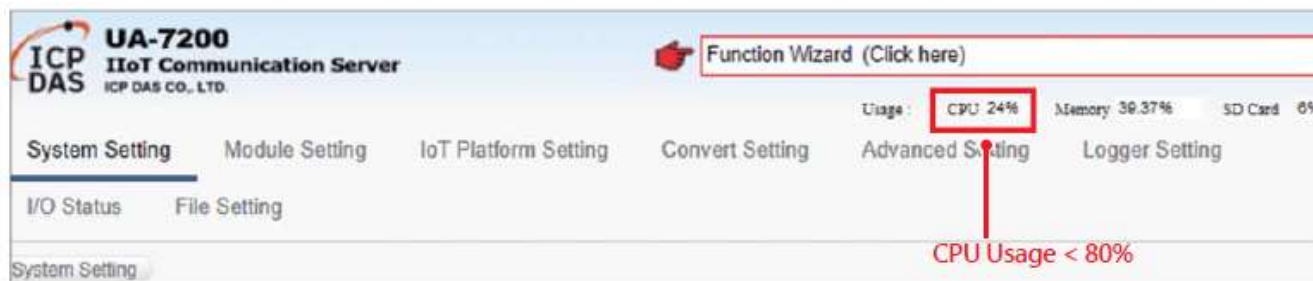 ICP
DAS
UA-7200
IIoT Communication Server
ICP DAS CO., LTD.
Function Wizard (Click here)
Usage : CPU 24% Memory 39.37% SD Card 6%
System Setting Module Setting IoT Platform Setting Convert Setting Advanced Setting Logger Setting
I/O Status File Setting
CPU Usage < 80%
System Setting